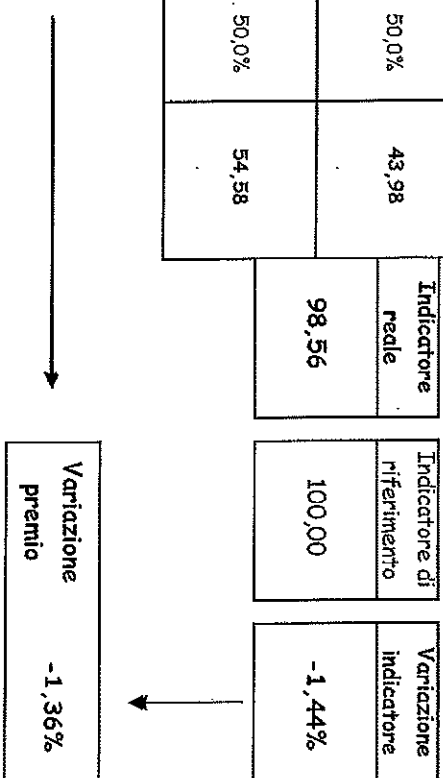 50,0% 43,98
. 50,0% 54,58
Indicatore
reale
98,56
Indicatore di
riferimento
100,00
Variazione
indicatore
-1,44%
Variazione
premio
-1,36%